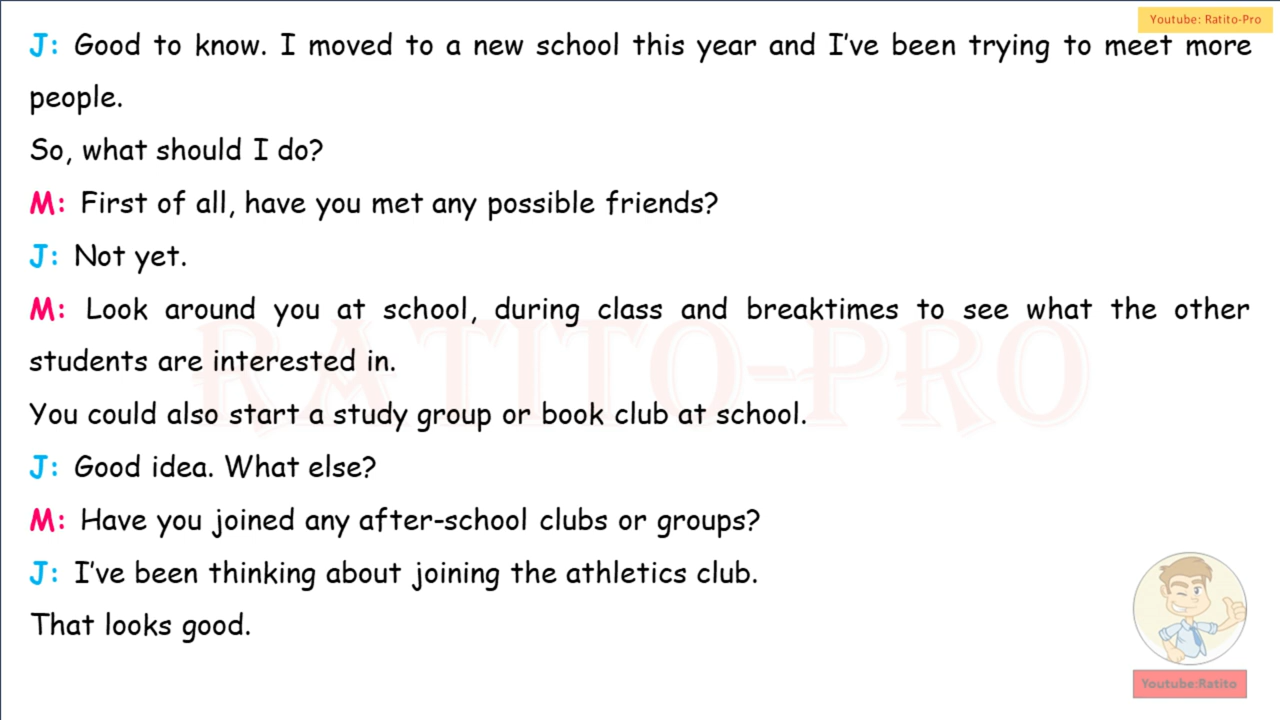 Youtube: Ratito-Pro
J: Good to know. I moved to a new school this year and I've been trying to meet more
people.
So, what should I do?
M: First of all, have you met any possible friends?
J: Not yet.
M: Look around you at school, during class and breaktimes to see what the other
students are interested in.
You could also start a study group or book club at school.
J: Good idea. What else?
M: Have you joined any after-school clubs or groups?
J: I've been thinking about joining the athletics club.
That looks good.
RATITO-PRO
Youtube:Ratito